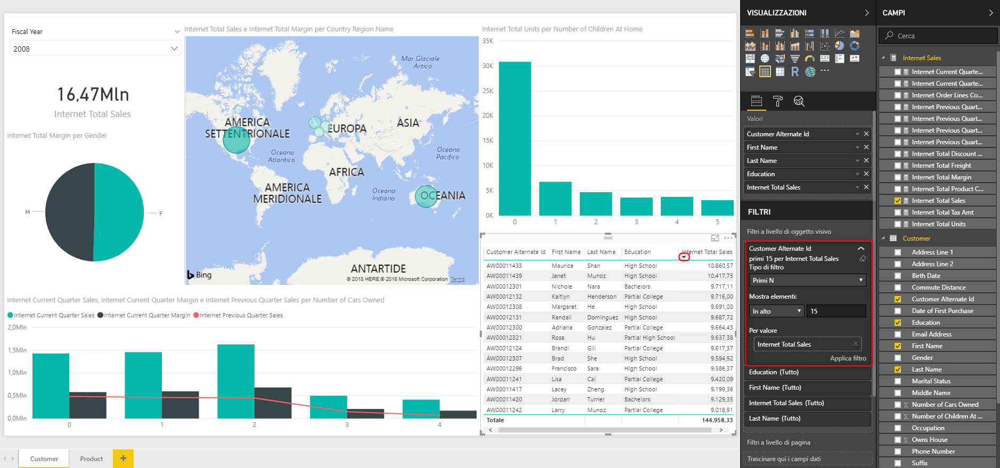 Fiscal Year
2008
16,47Mln
Internet Total Sales
Internet Total Margin per Gender
M
F
Internet Total Sales e Internet Total Margin per Country Region Name
Mar Glaciale
Artico
AMERICA
SETTENTRIONALE
EUROPA
ASIA
Oceano
Atlantico
Oceano
Pacifico
AFRICA
AMERICA
MERIDIONALE
Oceano
Indiano
OCEANIA
ANTARTIDE
Bing
© 2018 HERE,© 2018 Microsoft Corporation Terms
Internet Total Units per Number of Children At Home
35K
30K
25K
20K
15K
10K
5K
0K
0 1 2 3 4 5
Internet Current Quarter Sales, Internet Current Quarter Margin e Internet Previous Quarter Sales per Number of Cars Owned
Internet Current Quarter Sales Internet Current Quarter Margin Internet Previous Quarter Sales
2,0Mln
1,5Mln
1,0Mln
0,5Mln
0,0Mln
0 1 2 3 4
Customer Alternate Id First Name Last Name Education Internet Total Sales
AW00011433 Maurice Shan High School 10.860,57
AW00011439 Janet Munoz High School 10.417,75
AW00012301 Nichole Nara Bachelors 9.717,11
AW00012132 Kaitlyn Henderson Partial College 9.716,00
AW00012308 Margaret He High School 9.691,00
AW00012131 Randall Dominguez High School 9.687,72
AW00012300 Adriana Gonzalez Partial College 9.664,43
AW00012321 Rosa Hu Partial High School 9.637,38
AW00012124 Brandi Gill Partial College 9.617,37
AW00012307 Brad She High School 9.594,92
AW00012296 Francisco Sara High School 9.586,37
AW00011241 Lisa Cai Partial College 9.420,09
AW00011417 Lacey Zheng High School 9.199,36
AW00011420 Jordan Turner Bachelors 9.129,35
AW00011242 Larry Munoz Partial College 9.018,91
Totale 144.958,33
Customer Product +
VISUALIZZAZIONI
123
R
Valori
Customer Alternate Id
First Name
Last Name
Education
Internet Total Sales
FILTRI
Filtri a livello di oggetto visivo
Customer Alternate Id
primi 15 per Internet Total Sales
Tipo di filtro
Primi N
Mostra elementi:
In alto 15
Per valore
Internet Total Sales
Applica filtro
Education (Tutto)
First Name (Tutto)
Internet Total Sales (Tutto)
Last Name (Tutto)
Filtri a livello di pagina
Trascinare qui i campi dati
CAMPI
Cerca
Internet Sales
Internet Current Quarte...
Internet Current Quarte...
Internet Order Lines Co...
Internet Previous Quart...
Internet Previous Quart...
Internet Previous Quart...
Internet Previous Quart...
Internet Total Discount ...
Internet Total Freight
Internet Total Margin
Internet Total Product C...
Internet Total Sales
Internet Total Tax Amt
Internet Total Units
Customer
Address Line 1
Address Line 2
Birth Date
Commute Distance
Customer Alternate Id
Date of First Purchase
Education
Email Address
First Name
Gender
Last Name
Marital Status
Middle Name
Σ Number of Cars Owned
Σ Number of Children At ...
Occupation
Σ Owns House
Phone Number
Suffix